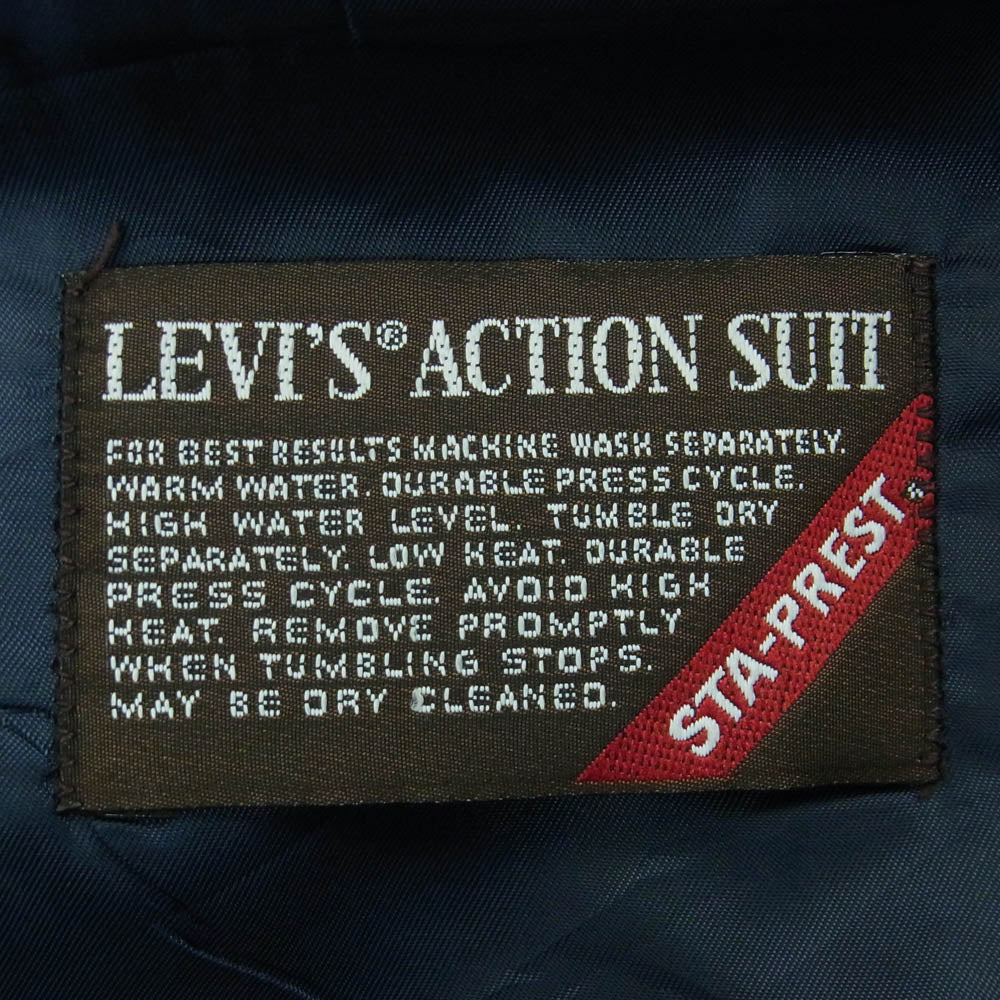 LEVI'S® ACTION SUIT
FOR BEST RESULTS MACHINE WASH SEPARATELY.
WARM WATER. DURABLE PRESS CYCLE.
HIGH WATER LEVEL. TUMBLE DRY
SEPARATELY. LOW HEAT. DURABLE
PRESS CYCLE. AVOID HIGH
HEAT. REMOVE PROMPTLY
WHEN TUMBLING STOPS.
MAY BE DRY CLEANED.
STA-PREST®